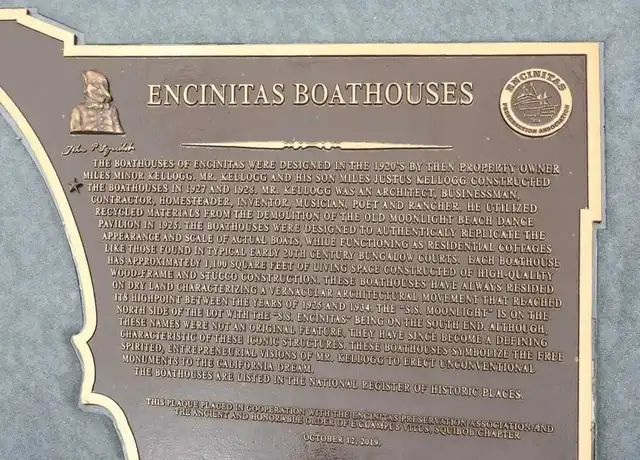 ENCINITAS BOATHOUSES
ENCINITAS
PRESERVATION ASSOCIATION
John P. Squibob
THE BOATHOUSES OF ENCINITAS WERE DESIGNED IN THE 1920'S BY THEN PROPERTY OWNER
MILES MINOR KELLOGG. MR. KELLOGG AND HIS SON MILES JUSTUS KELLOGG CONSTRUCTED
THE BOATHOUSES IN 1927 AND 1928. MR. KELLOGG WAS AN ARCHITECT, BUSINESSMAN,
CONTRACTOR, HOMESTEADER, INVENTOR, MUSICIAN, POET AND RANCHER. HE UTILIZED
RECYCLED MATERIALS FROM THE DEMOLITION OF THE OLD MOONLIGHT BEACH DANCE
PAVILION IN 1925. THE BOATHOUSES WERE DESIGNED TO AUTHENTICALLY REPLICATE THE
APPEARANCE AND SCALE OF ACTUAL BOATS, WHILE FUNCTIONING AS RESIDENTIAL COTTAGES
LIKE THOSE FOUND IN TYPICAL EARLY 20TH CENTURY BUNGALOW COURTS. EACH BOATHOUSE
HAS APPROXIMATELY 1,100 SQUARE FEET OF LIVING SPACE CONSTRUCTED OF HIGH-QUALITY
WOOD-FRAME AND STUCCO CONSTRUCTION. THESE BOATHOUSES HAVE ALWAYS RESIDED
ON DRY LAND CHARACTERIZING A VERNACULAR ARCHITECTURAL MOVEMENT THAT REACHED
ITS HIGHPOINT BETWEEN THE YEARS OF 1925 AND 1934. THE "S.S. MOONLIGHT" IS ON THE
NORTH SIDE OF THE LOT WITH THE "S.S. ENCINITAS" BEING ON THE SOUTH END. ALTHOUGH,
THESE NAMES WERE NOT AN ORIGINAL FEATURE, THEY HAVE SINCE BECOME A DEFINING
CHARACTERISTIC OF THESE ICONIC STRUCTURES. THESE BOATHOUSES SYMBOLIZE THE FREE
SPIRITED, ENTREPRENEURIAL VISIONS OF MR. KELLOGG TO ERECT UNCONVENTIONAL
MONUMENTS TO THE CALIFORNIA DREAM.
THE BOATHOUSES ARE LISTED IN THE NATIONAL REGISTER OF HISTORIC PLACES.
THIS PLAQUE PLACED IN COOPERATION WITH THE ENCINITAS PRESERVATION ASSOCIATION AND
THE ANCIENT AND HONORABLE ORDER OF E CLAMPUS VITUS, SQUIBOB CHAPTER
OCTOBER 12, 2019.